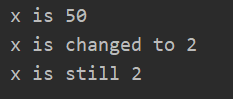 x is 50
x is changed to 2
x is still 2